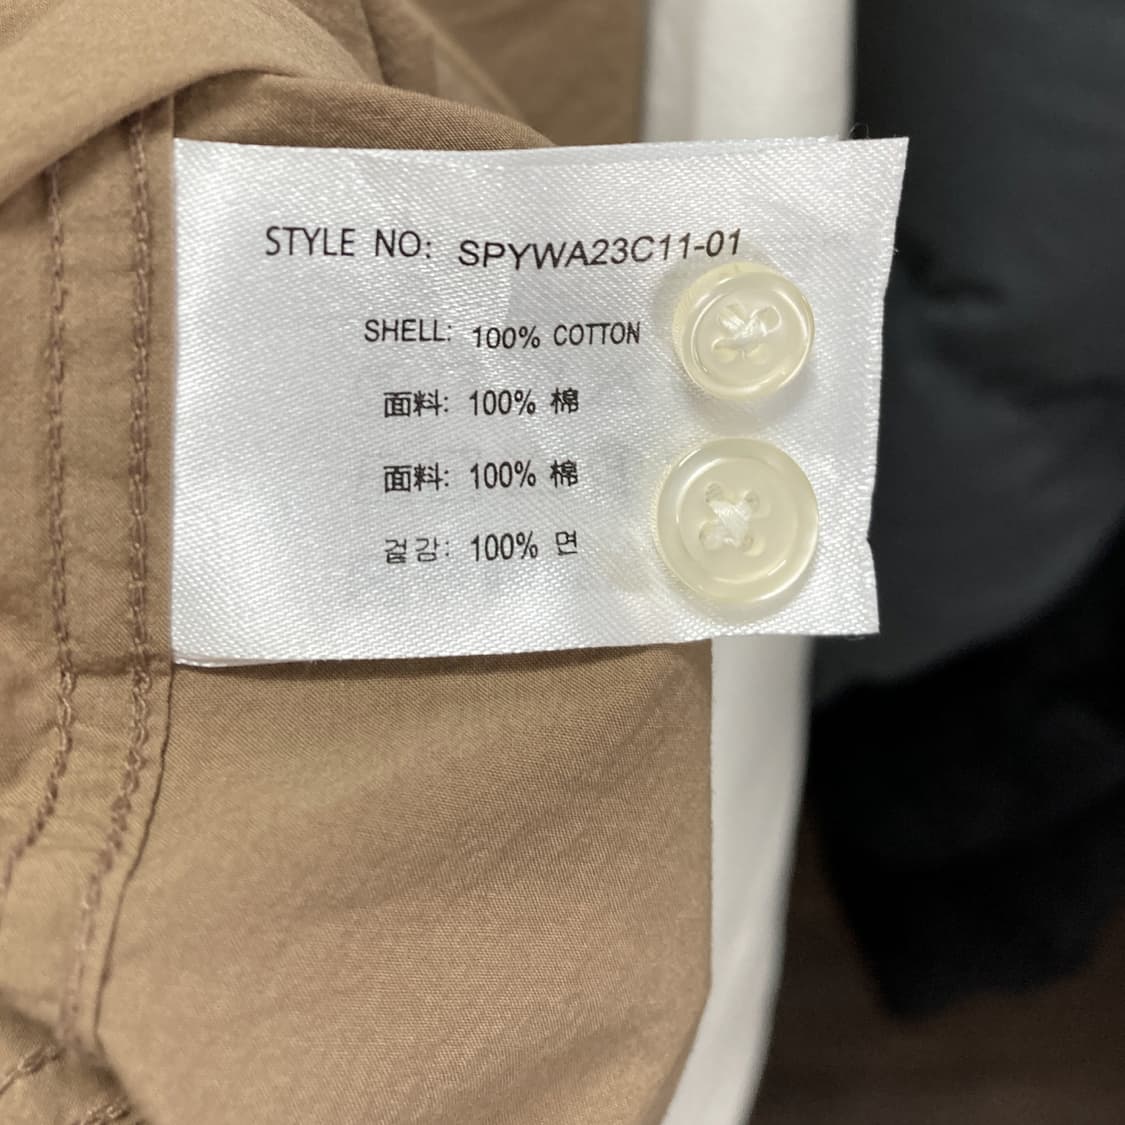 STYLE NO: SPYWA23C11-01
SHELL: 100% COTTON
面料: 100% 棉
面料: 100% 棉
겉감: 100% 면